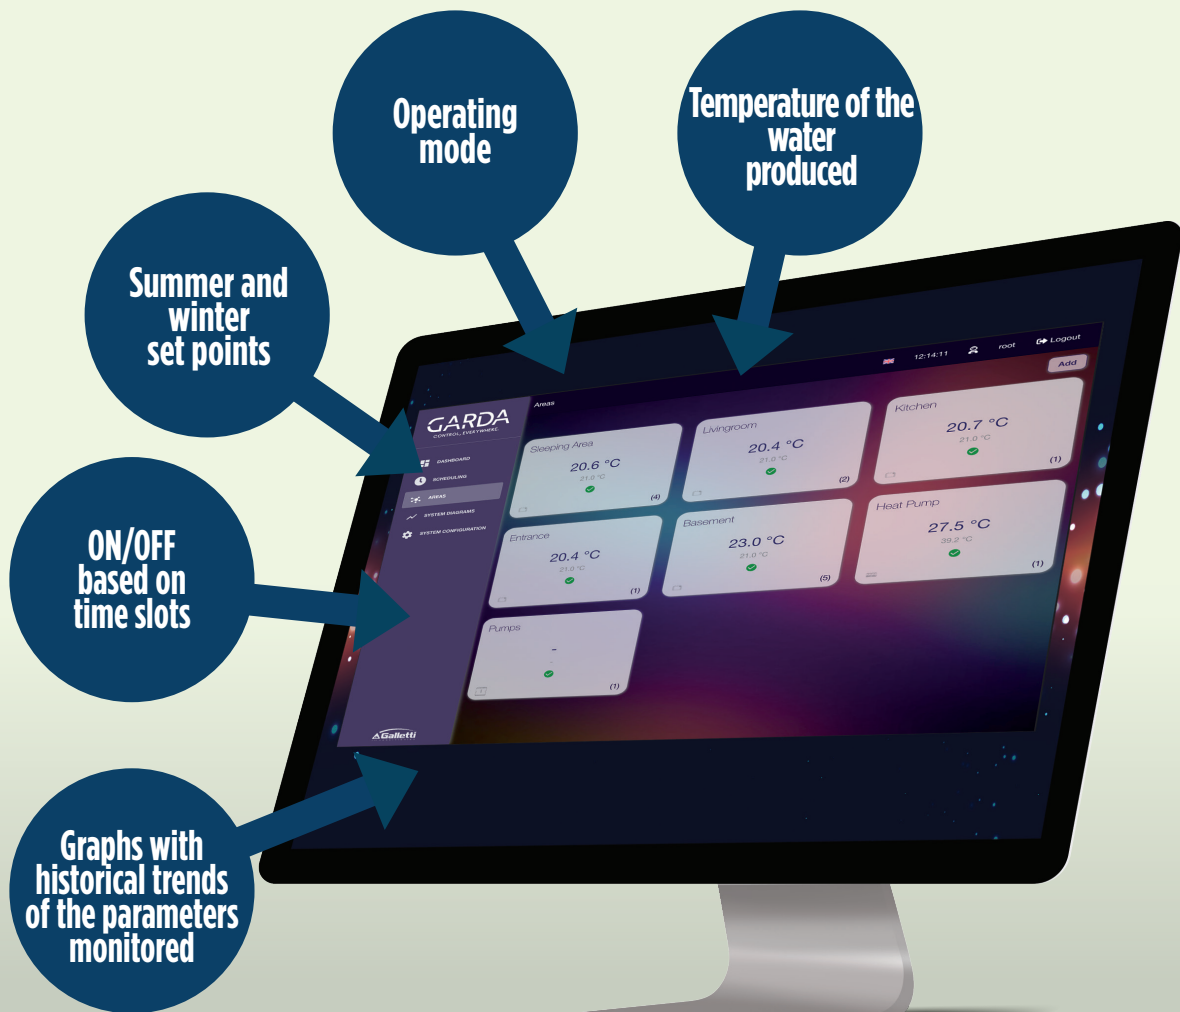 Operating
mode
Temperature of the
water
produced
Summer and
winter
set points
ON/OFF
based on
time slots
Graphs with
historical trends
of the parameters
monitored
12:14:11
root
Logout
Add
GARDA
CONTROL, EVERYWHERE.
DASHBOARD
SCHEDULING
AREAS
SYSTEM DIAGRAMS
SYSTEM CONFIGURATION
Galletti
Areas
Sleeping Area
20.6 °C
21.0 °C
(4)
Livingroom
20.4 °C
21.0 °C
(2)
Kitchen
20.7 °C
21.0 °C
(1)
Entrance
20.4 °C
21.0 °C
(1)
Basement
23.0 °C
21.0 °C
(5)
Heat Pump
27.5 °C
39.2 °C
(1)
Pumps
-
-
(1)